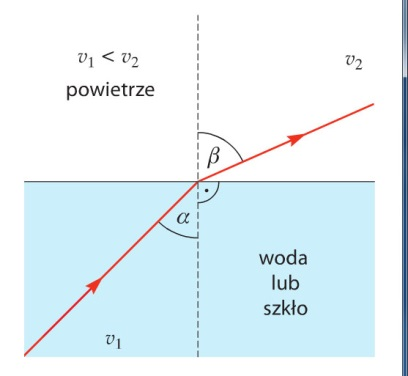 v₁ < v₂
powietrze
v₂
β
α
woda
lub
szkło
v₁